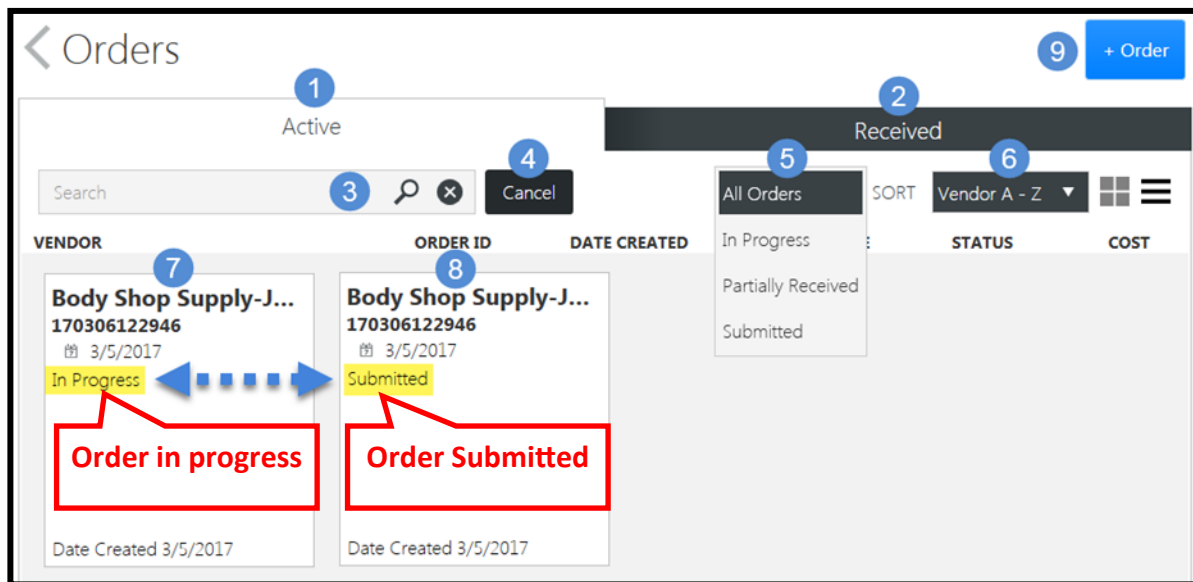 Orders
9
+ Order
1
Active
2
Received
Search
3
4
Cancel
5
All Orders
SORT
6
Vendor A - Z
VENDOR
ORDER ID
DATE CREATED
E
STATUS
COST
In Progress
Partially Received
Submitted
7
Body Shop Supply-J...
170306122946
3/5/2017
In Progress
Order in progress
Date Created 3/5/2017
8
Body Shop Supply-J...
170306122946
3/5/2017
Submitted
Order Submitted
Date Created 3/5/2017